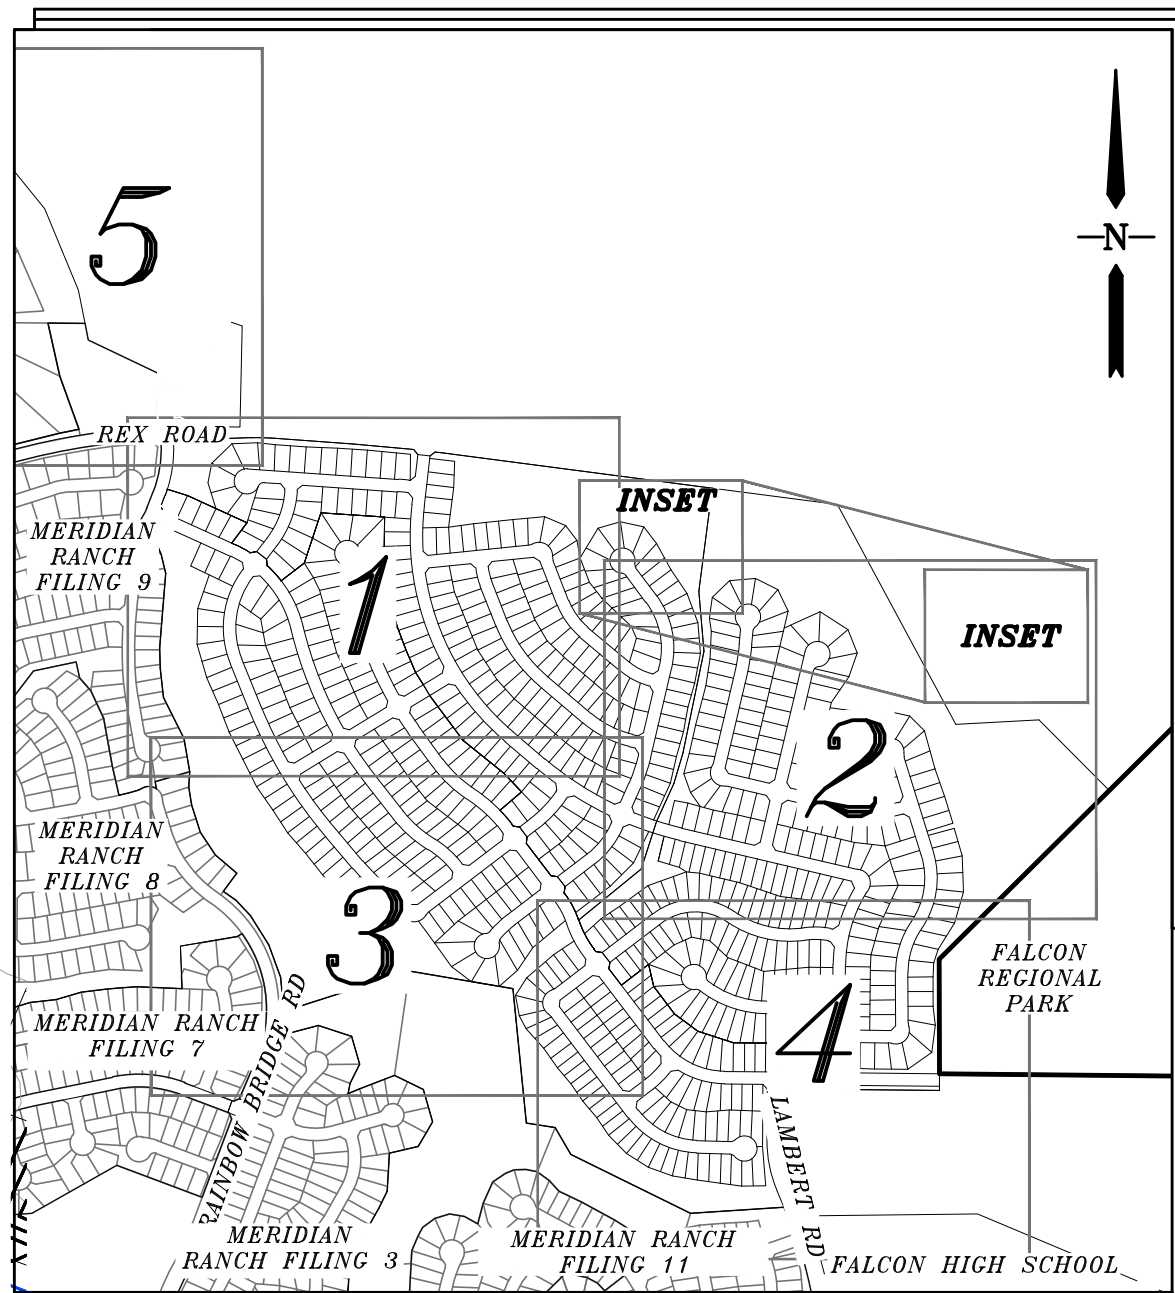 5
N
REX ROAD
INSET
MERIDIAN
RANCH
FILING 9
1
INSET
2
MERIDIAN
RANCH
FILING 8
3
FALCON
REGIONAL
PARK
MERIDIAN RANCH
FILING 7
4
RAINBOW BRIDGE RD
LAMBERT RD
MERIDIAN
RANCH FILING 3
MERIDIAN RANCH
FILING 11
FALCON HIGH SCHOOL